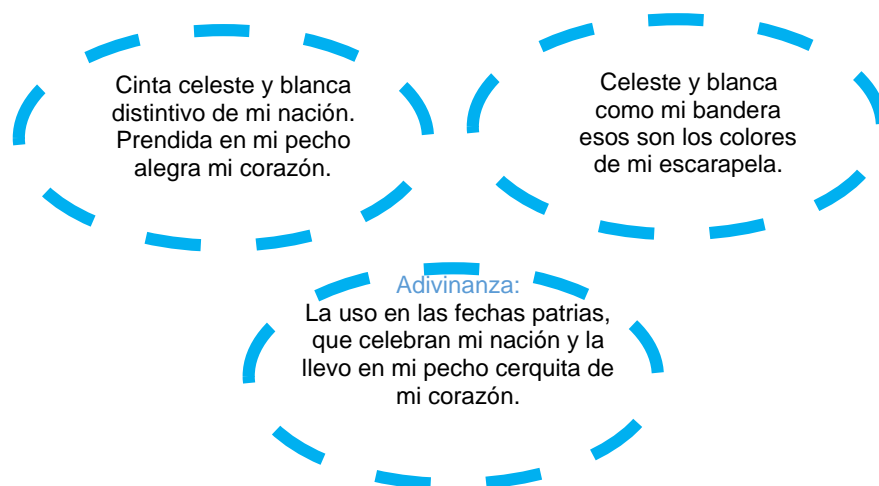 Cinta celeste y blanca
distintivo de mi nación.
Prendida en mi pecho
alegra mi corazón.
Celeste y blanca
como mi bandera
esos son los colores
de mi escarapela.
Adivinanza:
La uso en las fechas patrias,
que celebran mi nación y la
llevo en mi pecho cerquita de
mi corazón.